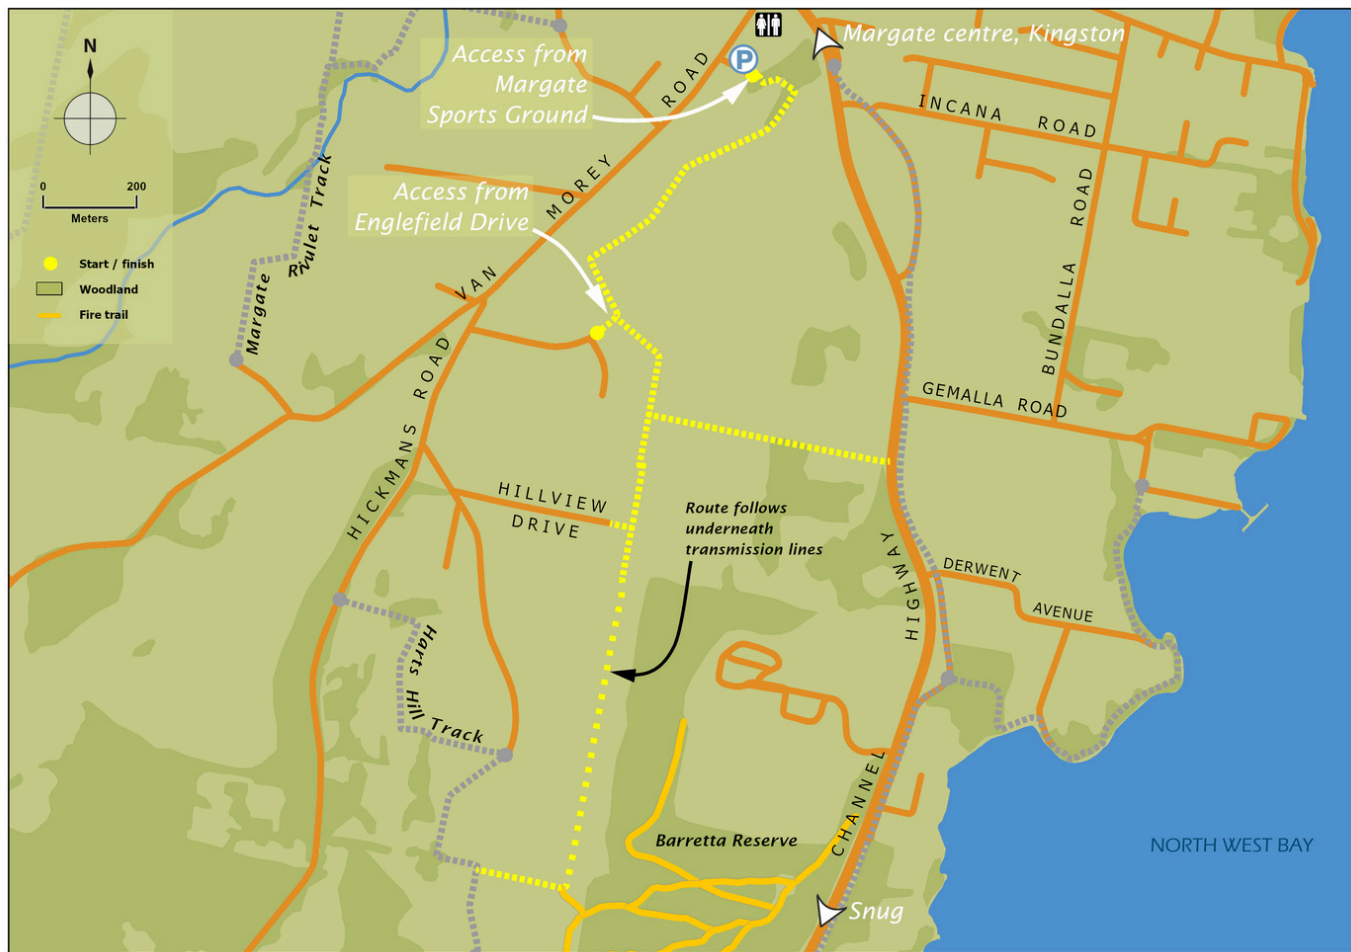 N
0 200
Meters
Start / finish
Woodland
Fire trail
Access from
Margate
Sports Ground
P
Margate centre, Kingston
Access from
Englefield Drive
VAN MOREY ROAD
INCANA ROAD
BUNDALLA ROAD
Margate Rivulet Track
HICKMANS ROAD
GEMALLA ROAD
HILLVIEW
DRIVE
Route follows
underneath
transmission lines
CHANNEL HIGHWAY
DERWENT
AVENUE
Harts Hill Track
Barretta Reserve
NORTH WEST BAY
Snug